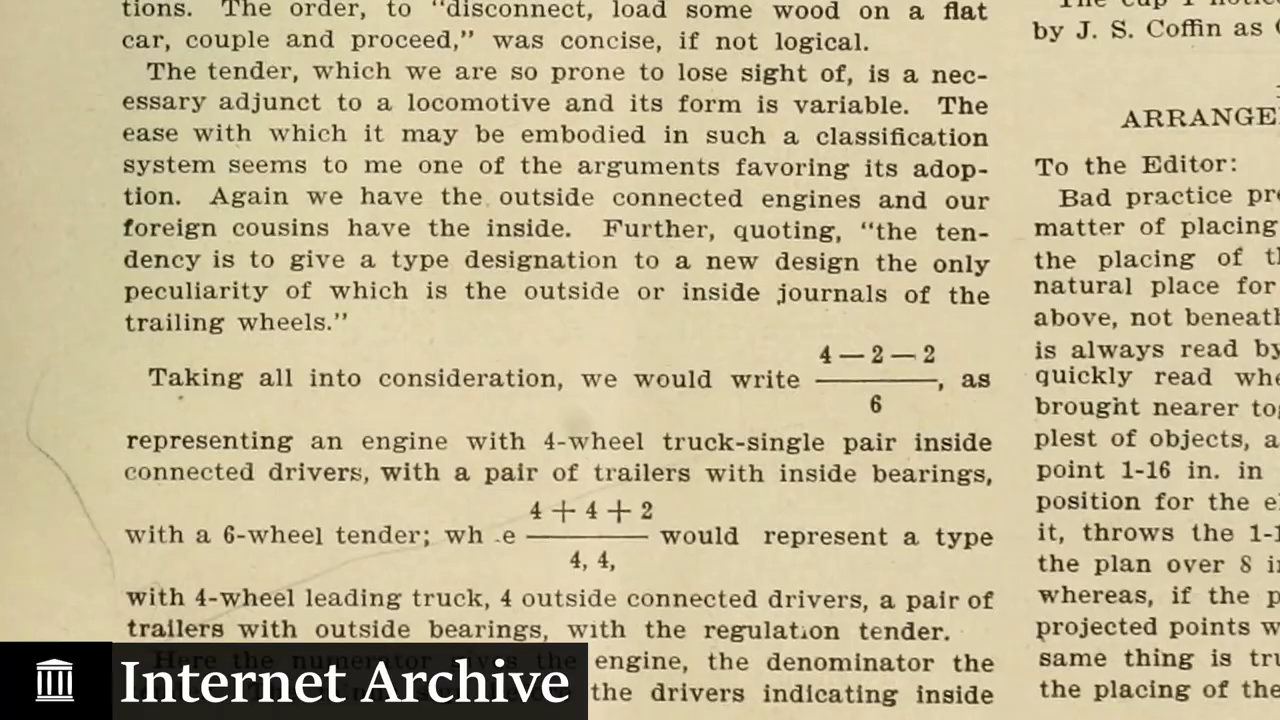 tions. The order, to "disconnect, load some wood on a flat
car, couple and proceed," was concise, if not logical.
The tender, which we are so prone to lose sight of, is a nec-
essary adjunct to a locomotive and its form is variable. The
ease with which it may be embodied in such a classification
system seems to me one of the arguments favoring its adop-
tion. Again we have the outside connected engines and our
foreign cousins have the inside. Further, quoting, "the ten-
dency is to give a type designation to a new design the only
peculiarity of which is the outside or inside journals of the
trailing wheels."
4 — 2 — 2
Taking all into consideration, we would write ———, as
6
representing an engine with 4-wheel truck-single pair inside
connected drivers, with a pair of trailers with inside bearings,
4 + 4 + 2
with a 6-wheel tender; wh e ——— would represent a type
4, 4,
with 4-wheel leading truck, 4 outside connected drivers, a pair of
trailers with outside bearings, with the regulation tender.
Here the numerator gives the engine, the denominator the
the drivers indicating inside
by J. S. Coffin as
ARRANGE
To the Editor:
Bad practice pr
matter of placing
the placing of t
natural place for
above, not beneath
is always read by
quickly read whe
brought nearer to
plest of objects, a
point 1-16 in. in
position for the e
it, throws the 1-1
the plan over 8 i
whereas, if the p
projected points w
same thing is tru
the placing of the
Internet Archive